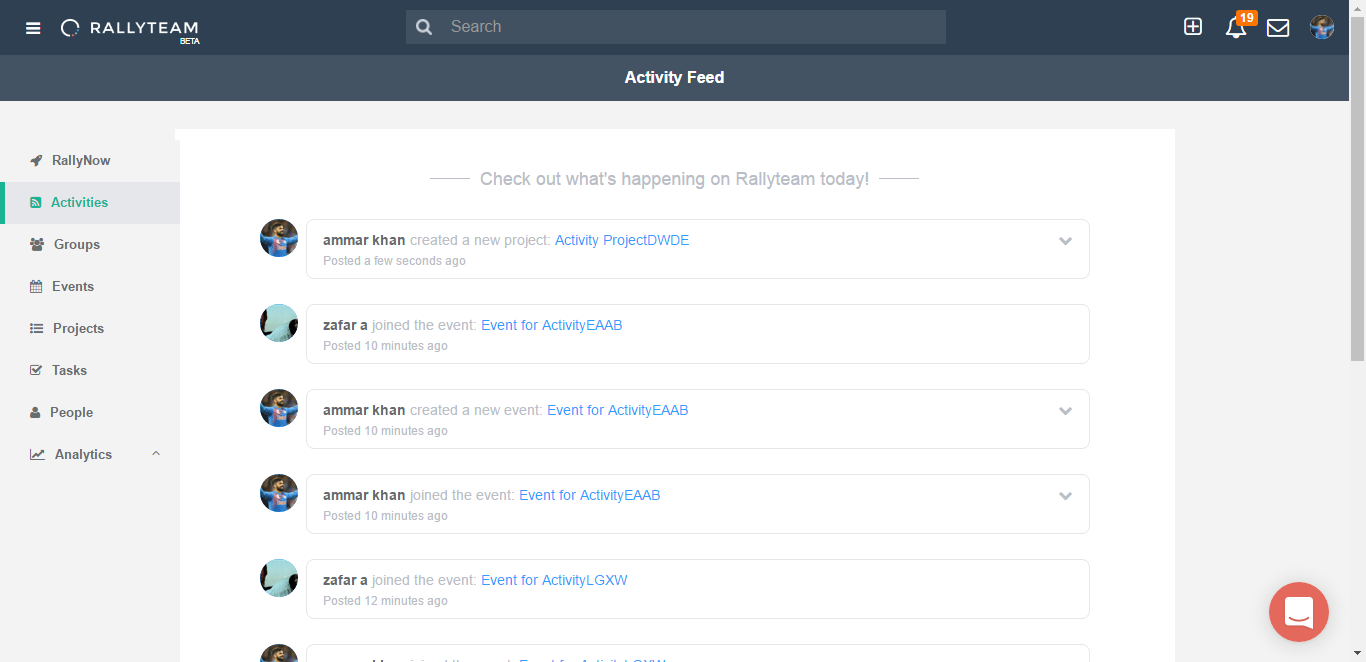 RALLYTEAM
BETA
Search
19
Activity Feed
RallyNow
Activities
Groups
Events
Projects
Tasks
People
Analytics
Check out what's happening on Rallyteam today!
ammar khan created a new project: Activity ProjectDWDE
Posted a few seconds ago
zafar a joined the event: Event for ActivityEAAB
Posted 10 minutes ago
ammar khan created a new event: Event for ActivityEAAB
Posted 10 minutes ago
ammar khan joined the event: Event for ActivityEAAB
Posted 10 minutes ago
zafar a joined the event: Event for ActivityLGXW
Posted 12 minutes ago